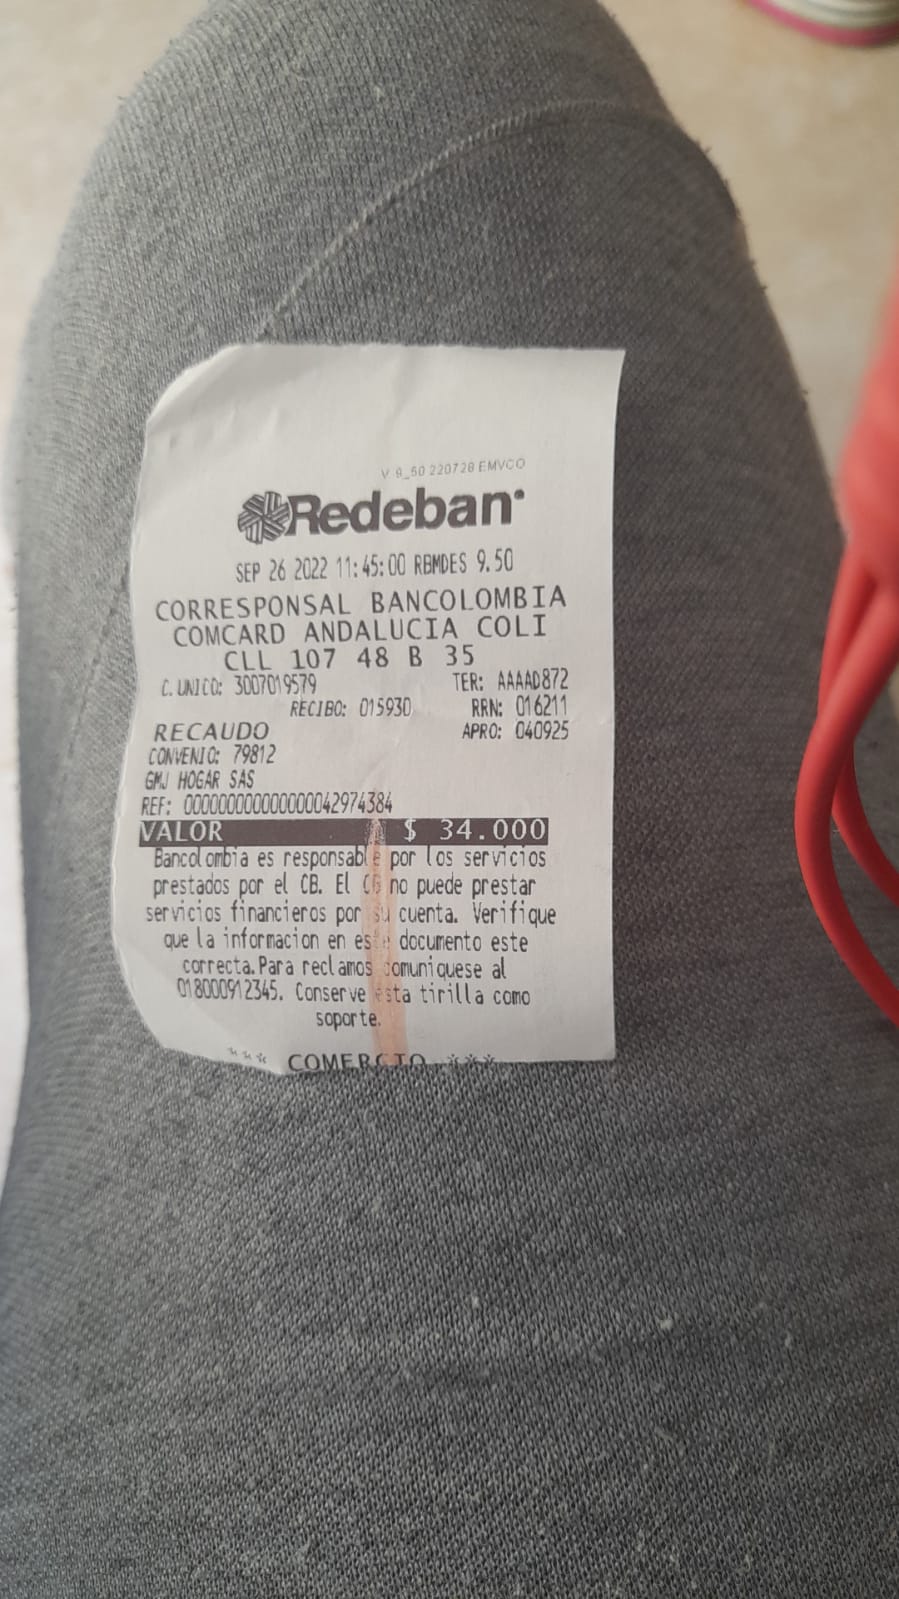 V 9_50 220728 EMVCO
Redeban
SEP 26 2022 11:45:00 RBMDES 9.50
CORRESPONSAL BANCOLOMBIA
COMCARD ANDALUCIA COLI
CLL 107 48 B 35
C. UNICO: 3007019579 TER: AAAAD872
RECIBO: 015930 RRN: 016211
RECAUDO APRO: 040925
CONVENIO: 79812
GMJ HOGAR SAS
REF: 000000000000000042974384
VALOR $ 34.000
Bancolombia es responsable por los servicios
prestados por el CB. El CB no puede prestar
servicios financieros por su cuenta. Verifique
que la informacion en este documento este
correcta.Para reclamos comuniquese al
018000912345. Conserve esta tirilla como
soporte.
*** COMERCIO ***